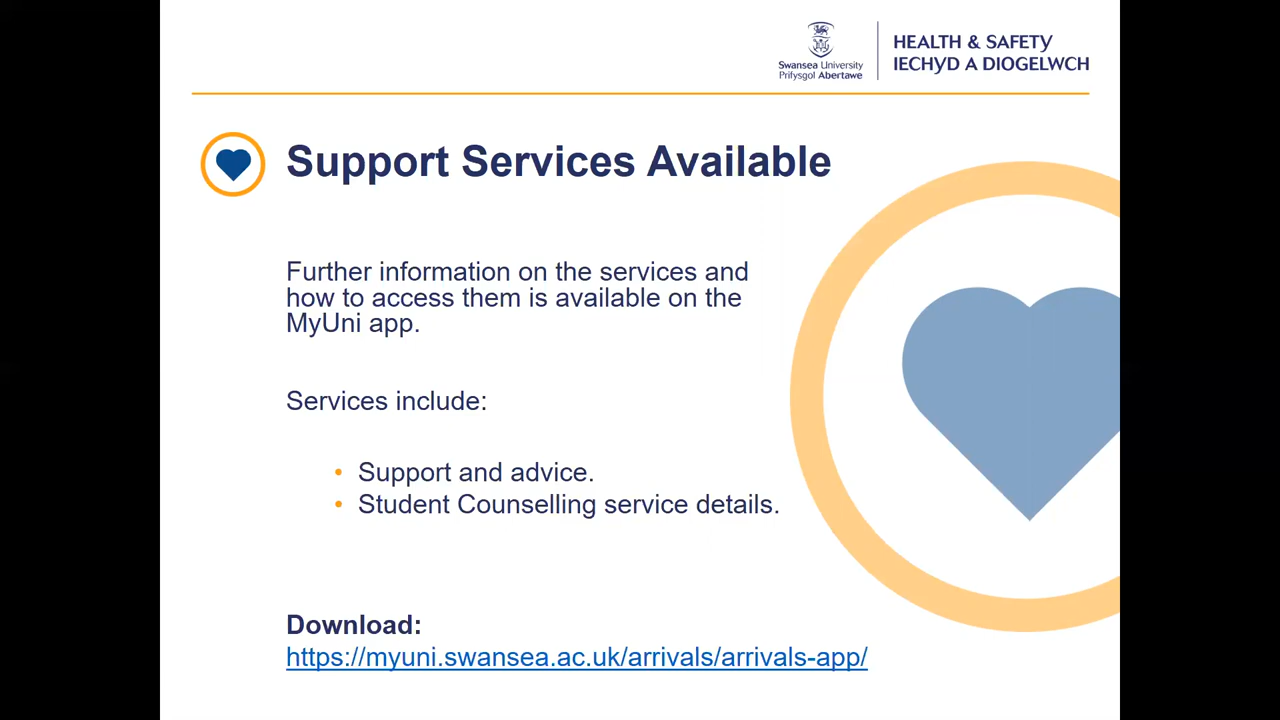 Swansea University
Prifysgol Abertawe
HEALTH & SAFETY
IECHYD A DIOGELWCH
Support Services Available
Further information on the services and
how to access them is available on the
MyUni app.
Services include:
• Support and advice.
• Student Counselling service details.
Download:
https://myuni.swansea.ac.uk/arrivals/arrivals-app/